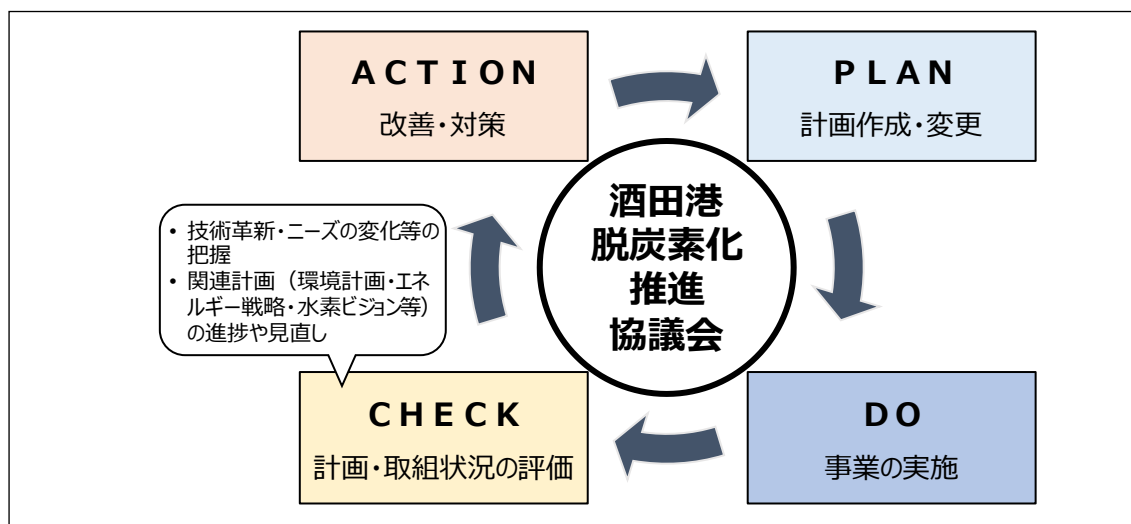 ACTION
改善・対策
PLAN
計画作成・変更
酒田港
脱炭素化
推進
協議会
• 技術革新・ニーズの変化等の
把握
• 関連計画（環境計画・エネ
ルギー戦略・水素ビジョン等）
の進捗や見直し
CHECK
計画・取組状況の評価
DO
事業の実施